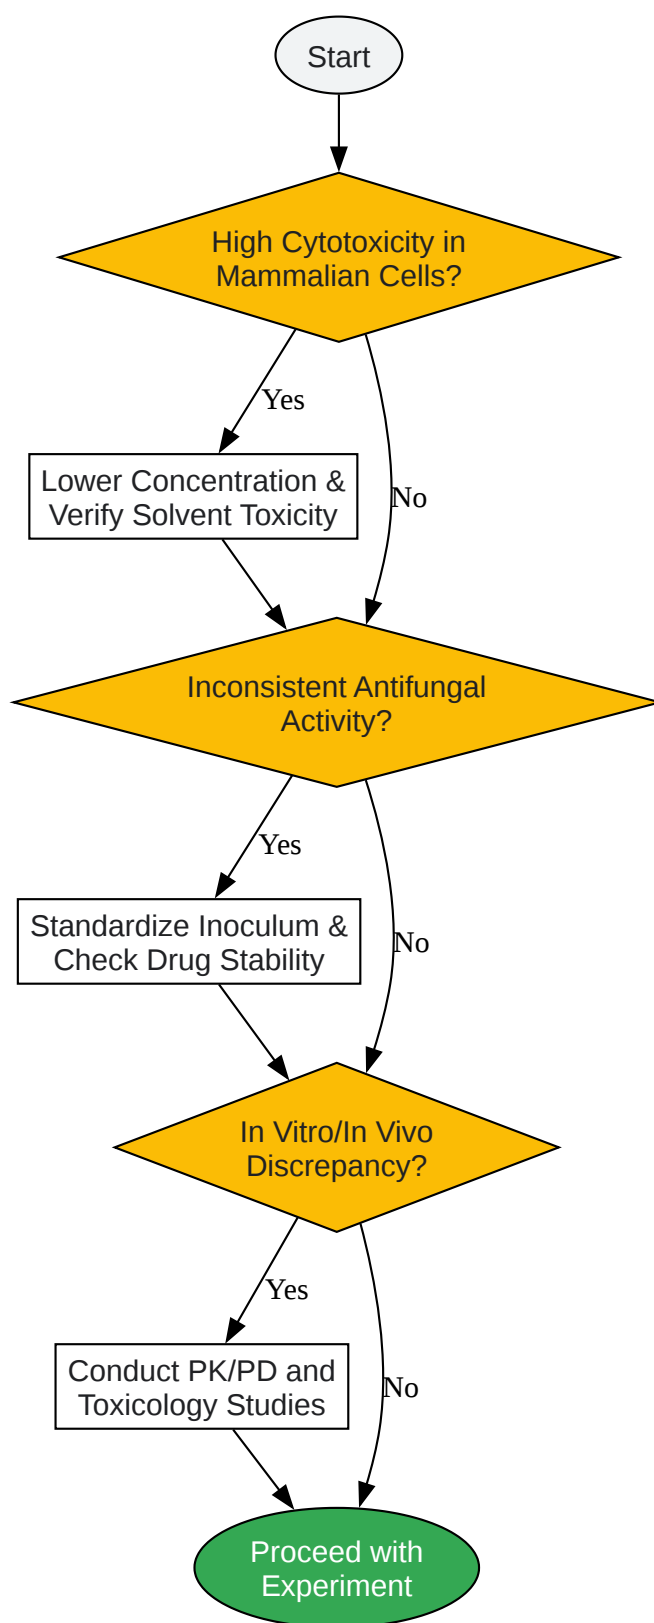 Start
High Cytotoxicity in
Mammalian Cells?
Yes
Lower Concentration &
Verify Solvent Toxicity
No
Inconsistent Antifungal
Activity?
Yes
Standardize Inoculum &
Check Drug Stability
No
In Vitro/In Vivo
Discrepancy?
Yes
Conduct PK/PD and
Toxicology Studies
No
Proceed with
Experiment